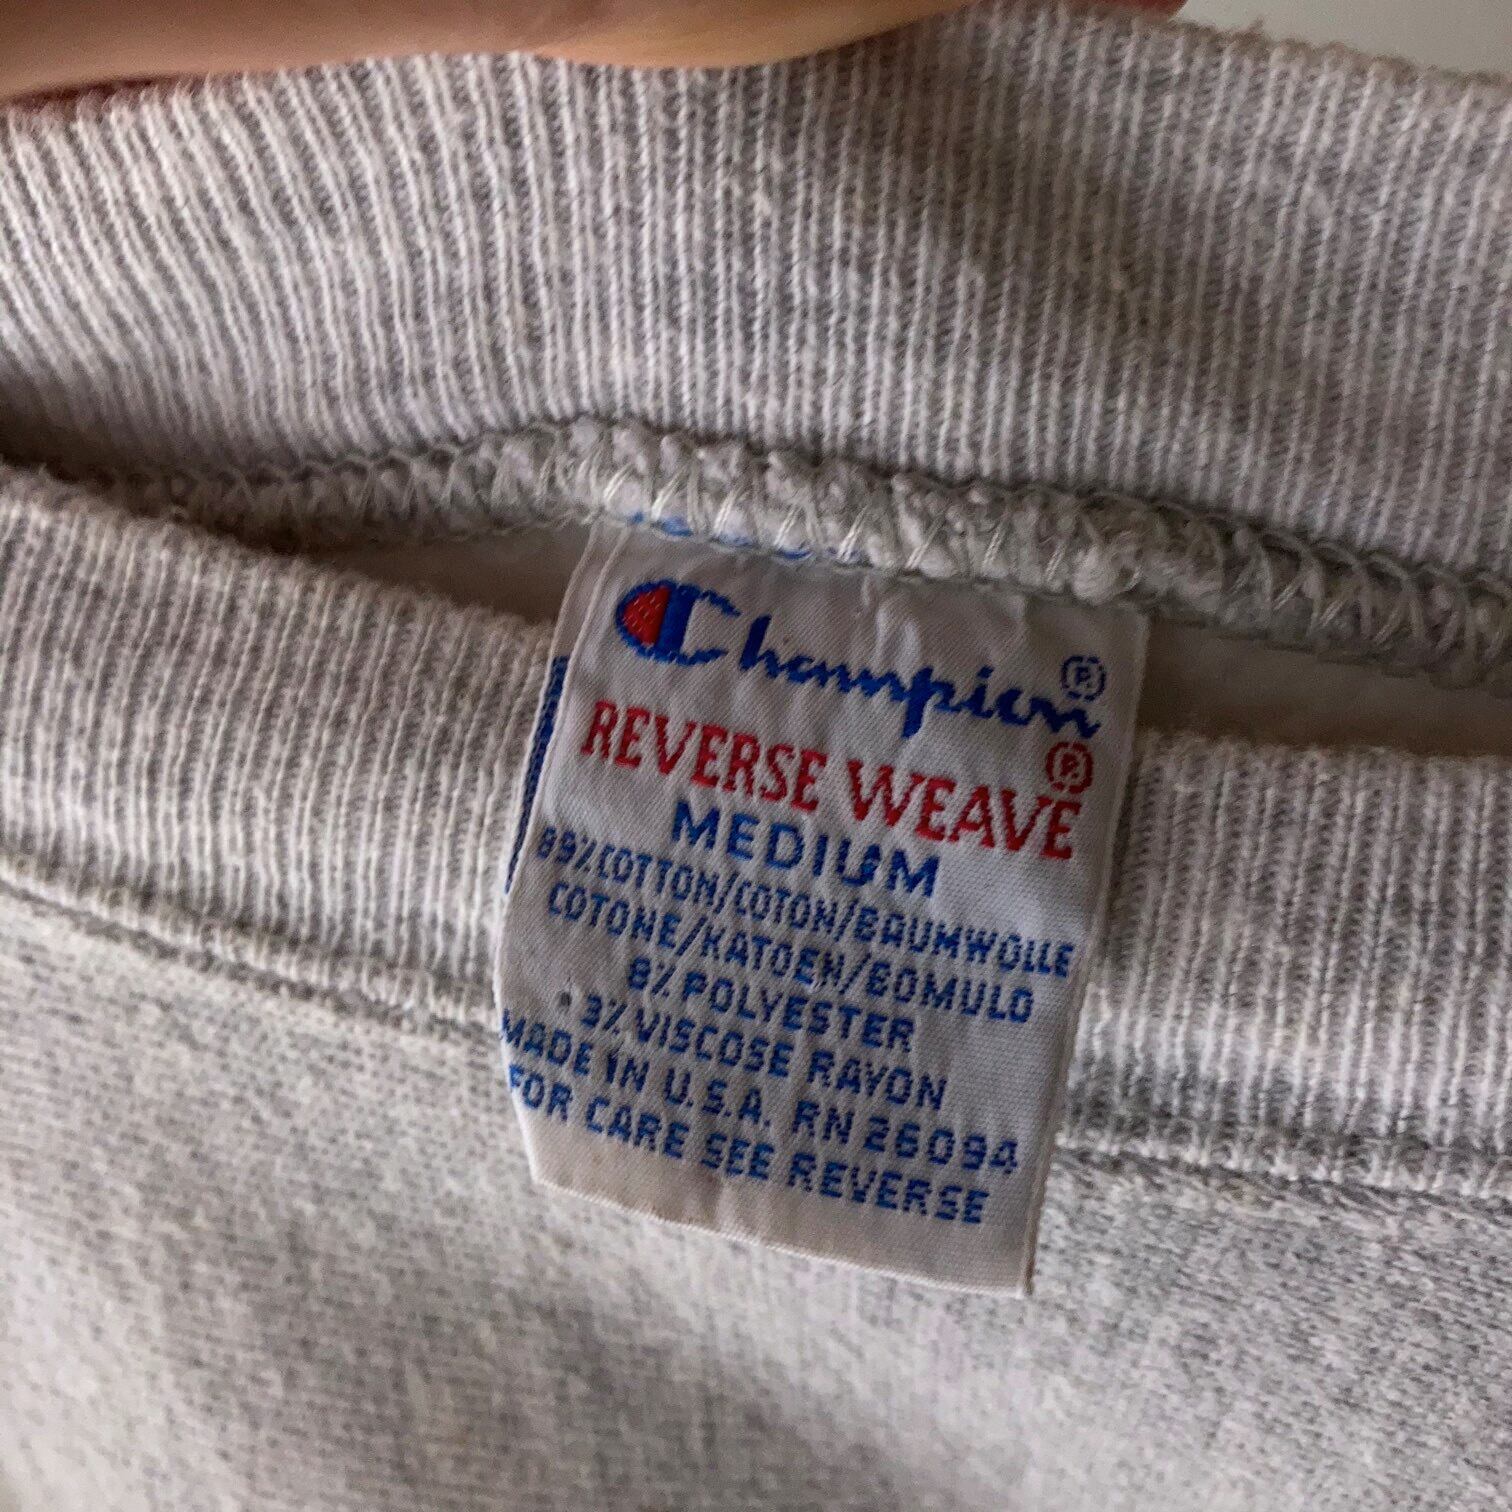 Champion®
REVERSE WEAVE®
MEDIUM
89%COTTON/COTON/BAUMWOLLE
COTONE/KATOEN/BOMULD
8%POLYESTER
3%VISCOSE RAYON
MADE IN U.S.A. RN 26094
FOR CARE SEE REVERSE